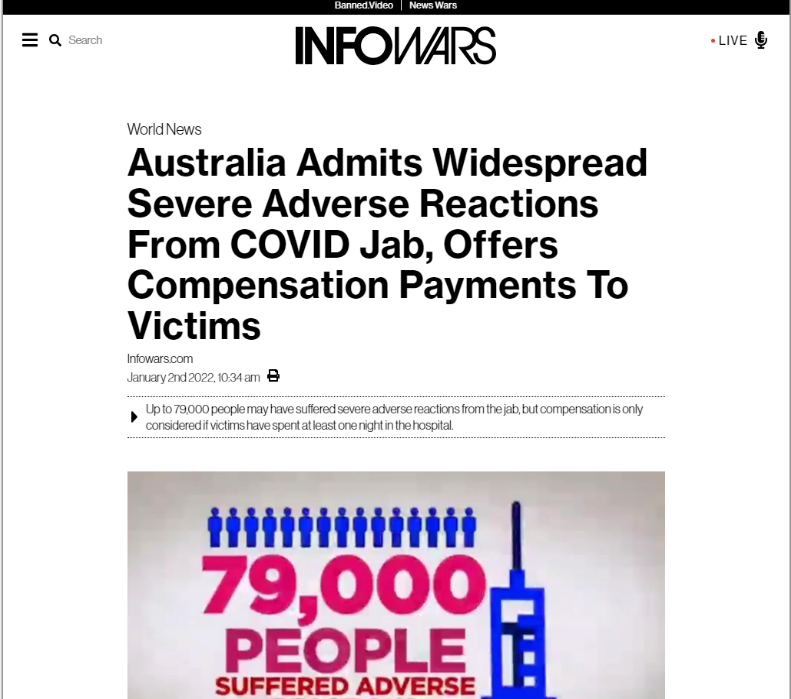 Banned.Video | News Wars
Search
INFOWARS
• LIVE
World News
Australia Admits Widespread
Severe Adverse Reactions
From COVID Jab, Offers
Compensation Payments To
Victims
Infowars.com
January 2nd 2022, 10:34 am
Up to 79,000 people may have suffered severe adverse reactions from the jab, but compensation is only
considered if victims have spent at least one night in the hospital.
79,000
PEOPLE
SUFFERED ADVERSE